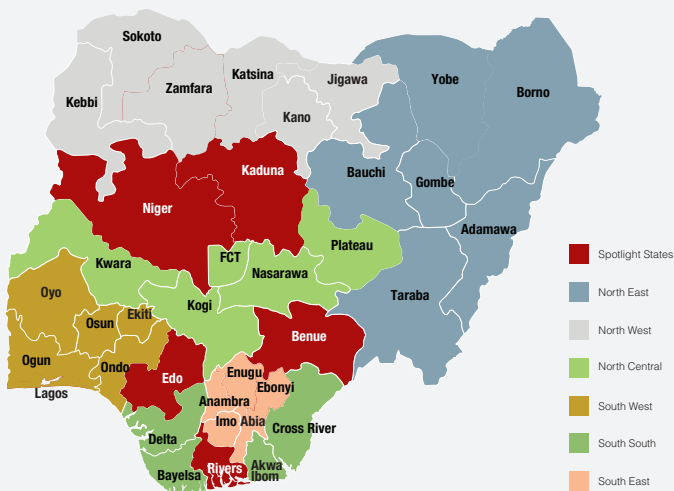 Sokoto
Katsina
Jigawa
Yobe
Borno
Zamfara
Kebbi
Kano
Kaduna
Bauchi
Gombe
Niger
Adamawa
Plateau
FCT
Kwara
Nasarawa
Taraba
Oyo
Kogi
Osun
Ekiti
Benue
Ogun
Ondo
Edo
Enugu
Ebonyi
Lagos
Anambra
Imo
Abia
Cross River
Delta
Rivers
Akwa
Ibom
Bayelsa
Spotlight States
North East
North West
North Central
South West
South South
South East